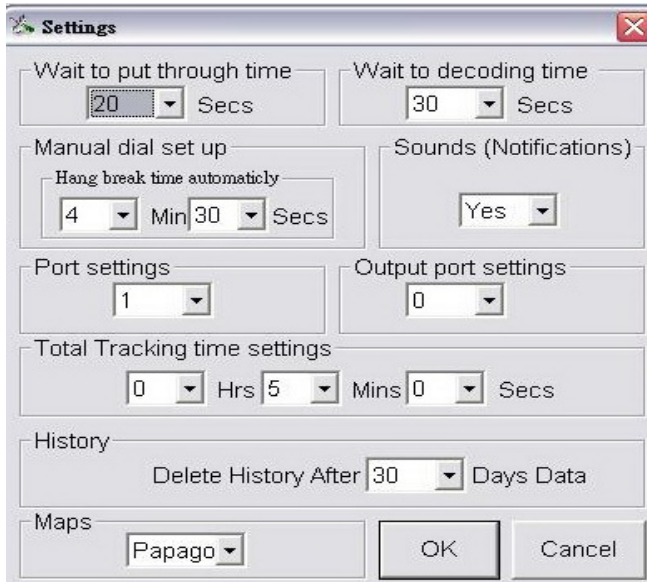 Settings
Wait to put through time
Wait to decoding time
20 Secs
30 Secs
Manual dial set up
Sounds (Notifications)
Hang break time automaticly
4 Min 30 Secs
Yes
Port settings
Output port settings
1
0
Total Tracking time settings
0 Hrs 5 Mins 0 Secs
History
Delete History After 30 Days Data
Maps
Papago
OK
Cancel